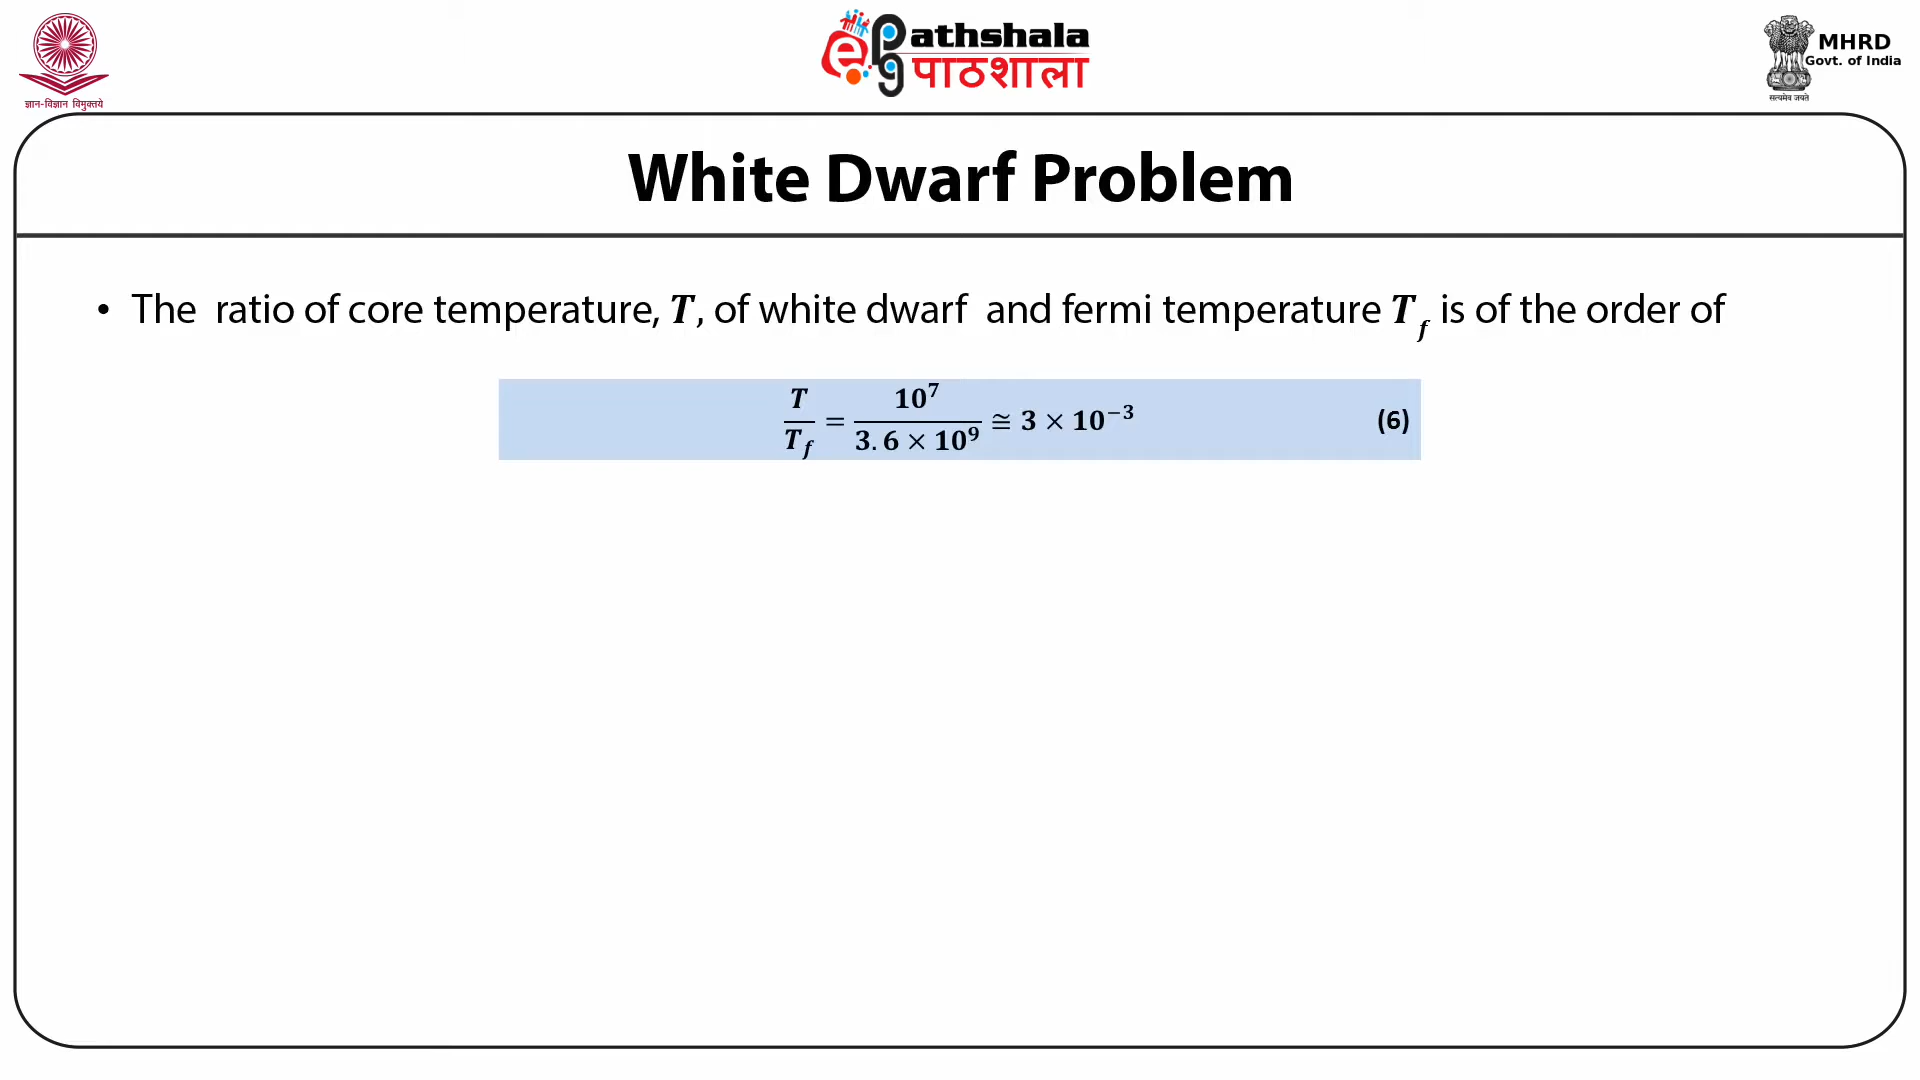 ज्ञान-विज्ञान विमुक्तये
ePG athshala
पाठशाला
MHRD
Govt. of India
सत्यमेव जयते
White Dwarf Problem
• The ratio of core temperature, T, of white dwarf and fermi temperature T_f is of the order of
T/T_f = 10^7/(3.6 × 10^9) ≅ 3 × 10^−3 (6)